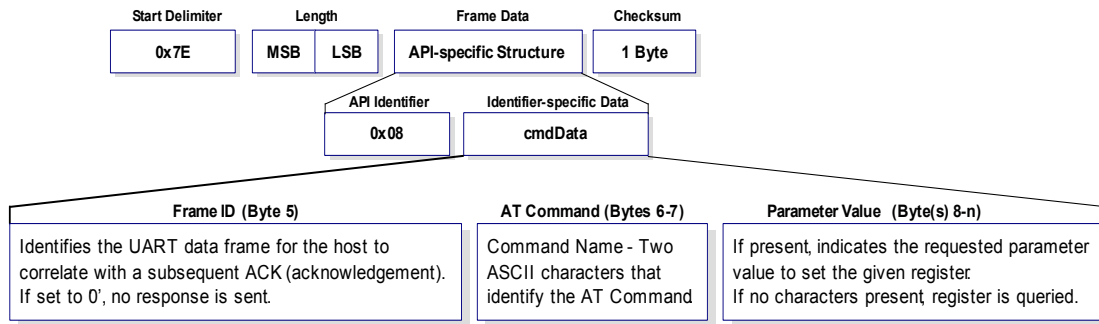 Start Delimiter Length Frame Data Checksum
0x7E MSB LSB API-specific Structure 1 Byte
API Identifier Identifier-specific Data
0x08 cmdData
Frame ID (Byte 5)
Identifies the UART data frame for the host to
correlate with a subsequent ACK (acknowledgement).
If set to 0', no response is sent.
AT Command (Bytes 6-7)
Command Name - Two
ASCII characters that
identify the AT Command.
Parameter Value (Byte(s) 8-n)
If present, indicates the requested parameter
value to set the given register.
If no characters present, register is queried.